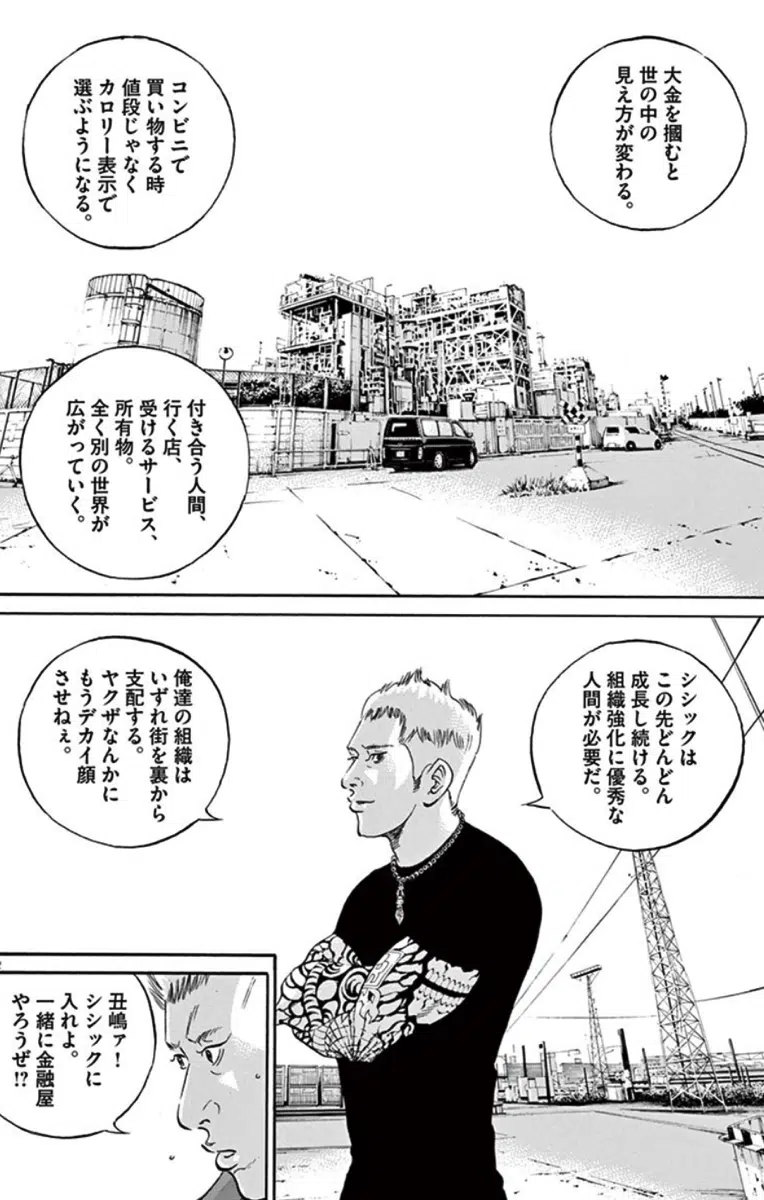 大金を摑むと
世の中の
見え方が変わる。
コンビニで
買い物する時
値段じゃなく
カロリー表示で
選ぶようになる。
付き合う人間、
行く店、
受けるサービス、
所有物。
全く別の世界が
広がっていく。
シシックは
この先どんどん
成長し続ける。
組織強化に優秀な
人間が必要だ。
俺達の組織は
いずれ街を裏から
支配する。
ヤクザなんかに
もうデカイ顔
させねぇ。
丑嶋ァ!
シシックに
入れよ。
一緒に金融屋
やろうぜ!?